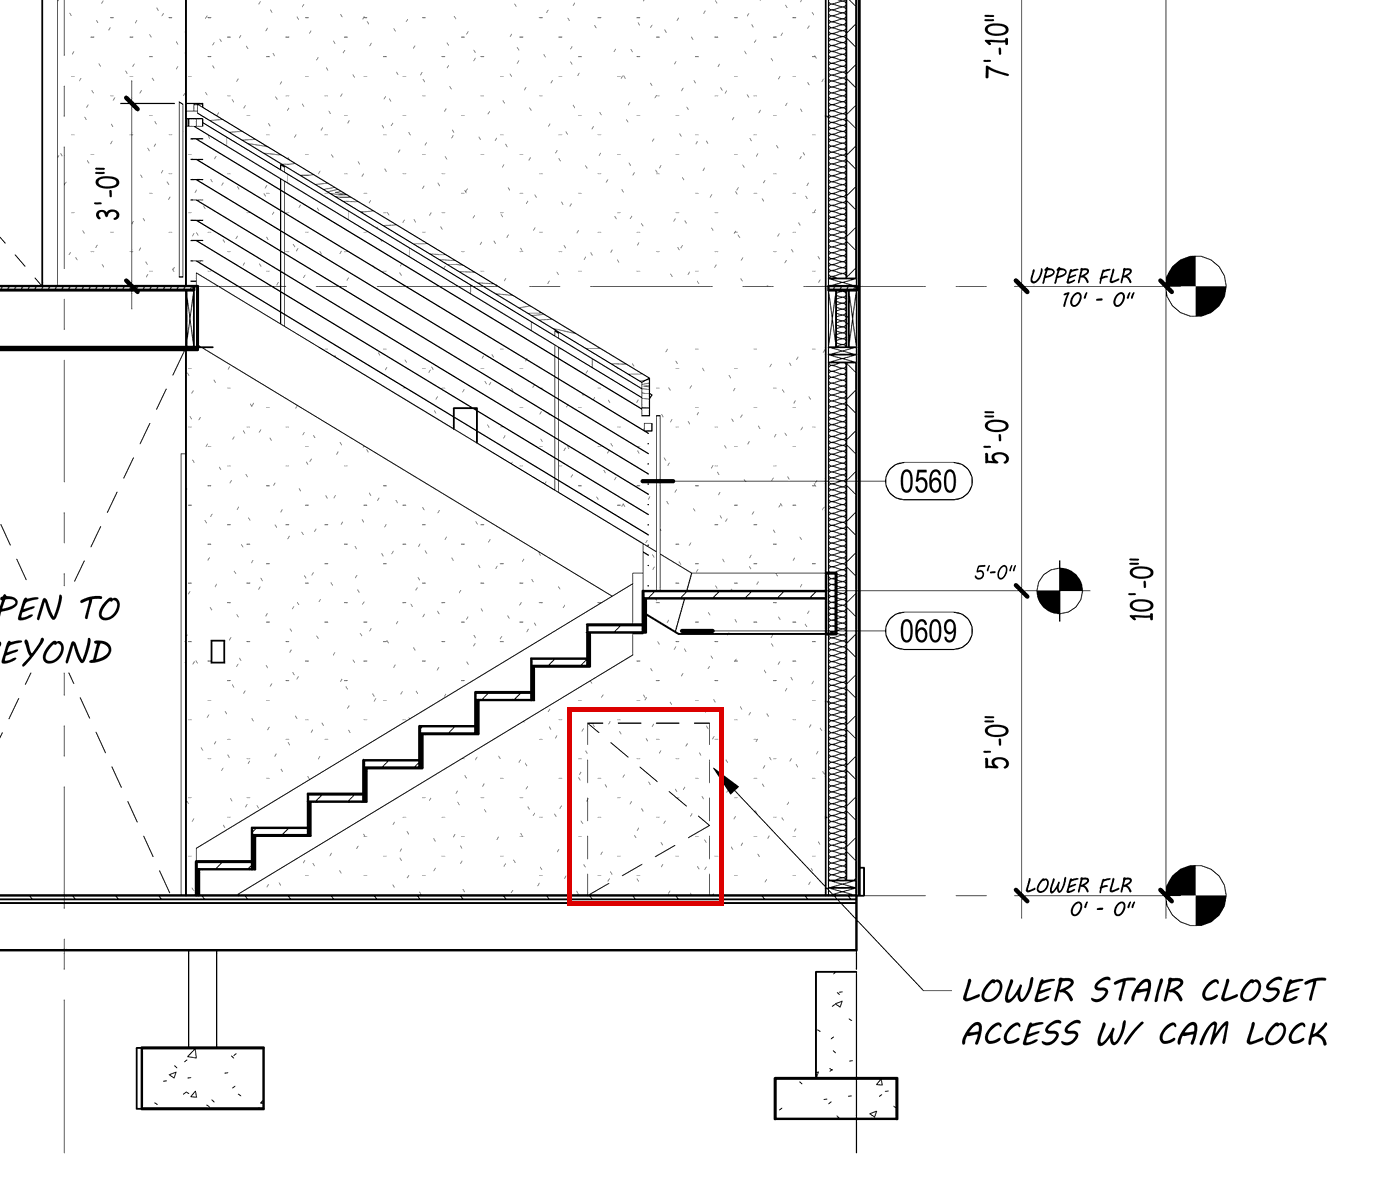 7'-10"
3'-0"
UPPER FLR
10' - 0"
5'-0"
0560
5'-0"
10'-0"
PEN TO
EYOND
0609
5'-0"
LOWER FLR
0' - 0"
LOWER STAIR CLOSET
ACCESS W/ CAM LOCK